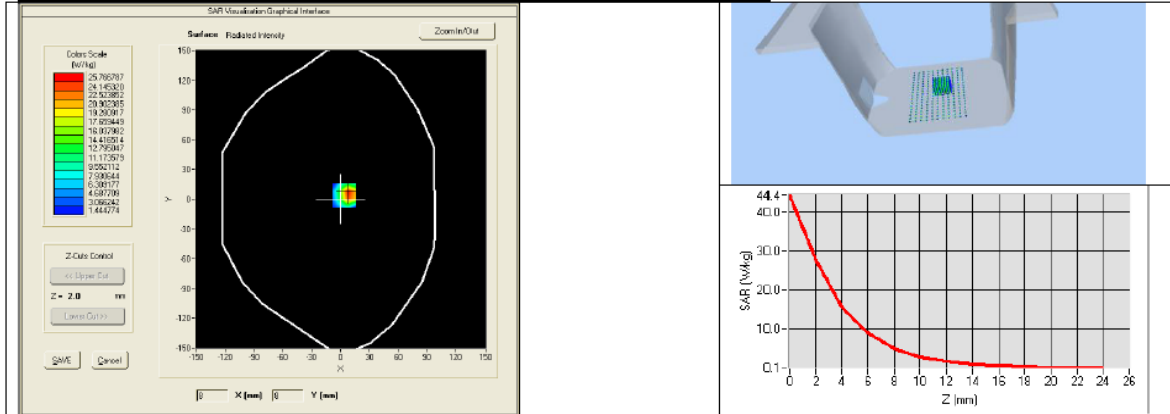 SAR Visualisation Graphical Interface
Surface Radiated Intensity
Zoom In/Out
Colors Scale
(W/kg)
25.786787
24.145320
22.523852
20.902385
19.280917
17.659449
16.037982
14.416514
12.795047
11.173579
9.552112
7.930644
6.309177
4.687709
3.066242
1.444774
Z-Cuts Control
<< Upper Cut
Z = 2.0 mm
Lower Cut >>
SAVE Cancel
150
120
90
60
30
0
-30
-60
-90
-120
-150
Y
-150 -120 -90 -60 -30 0 30 60 90 120 150
X
8 X (mm) 8 Y (mm)
44.4
40.0
30.0
20.0
10.0
0.1
SAR (W/kg)
0 2 4 6 8 10 12 14 16 18 20 22 24 26
Z (mm)